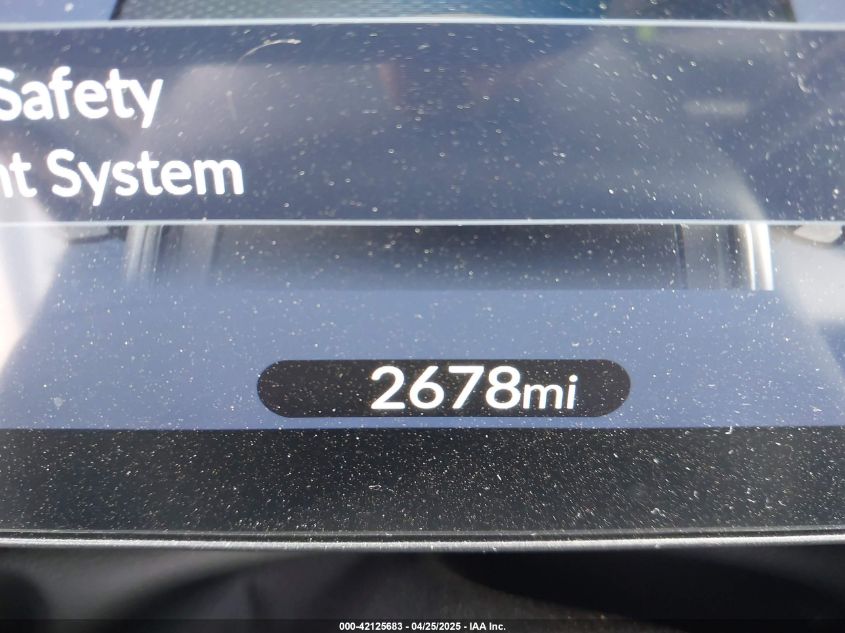 Safety
nt System
2678mi
000-42125683 - 04/25/2025 - IAA Inc.